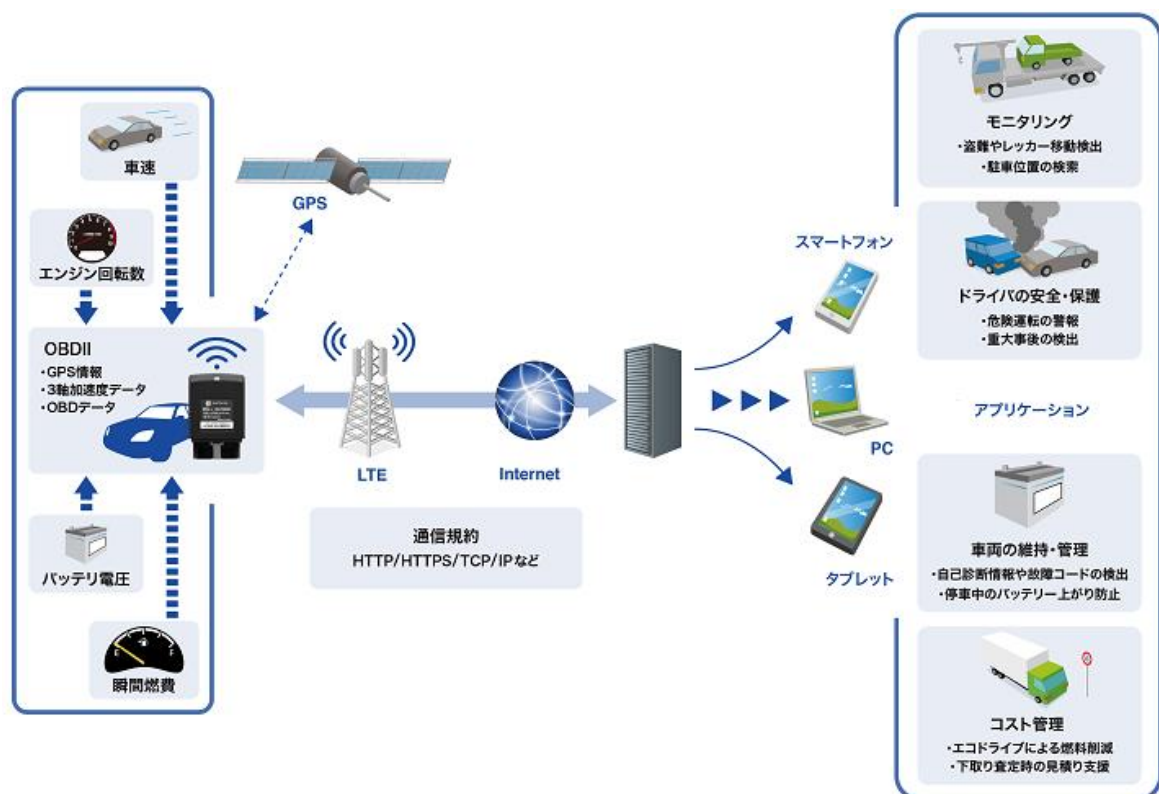 車速
エンジン回転数
OBDII
・GPS情報
・3軸加速度データ
・OBDデータ
バッテリ電圧
瞬間燃費
GPS
LTE
Internet
通信規約
HTTP/HTTPS/TCP/IPなど
スマートフォン
PC
タブレット
アプリケーション
モニタリング
・盗難やレッカー移動検出
・駐車位置の検索
ドライバの安全・保護
・危険運転の警報
・重大事後の検出
車両の維持・管理
・自己診断情報や故障コードの検出
・停車中のバッテリー上がり防止
コスト管理
・エコドライブによる燃料削減
・下取り査定時の見積り支援